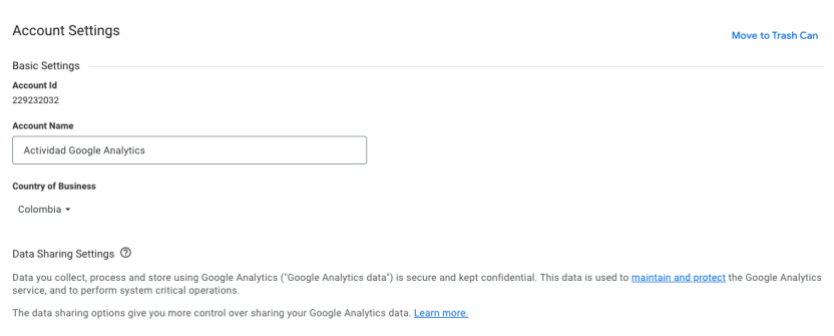 Account Settings
Move to Trash Can
Basic Settings
Account Id
229232032
Account Name
Actividad Google Analytics
Country of Business
Colombia
Data Sharing Settings
Data you collect, process and store using Google Analytics ("Google Analytics data") is secure and kept confidential. This data is used to maintain and protect the Google Analytics
service, and to perform system critical operations.
The data sharing options give you more control over sharing your Google Analytics data. Learn more.